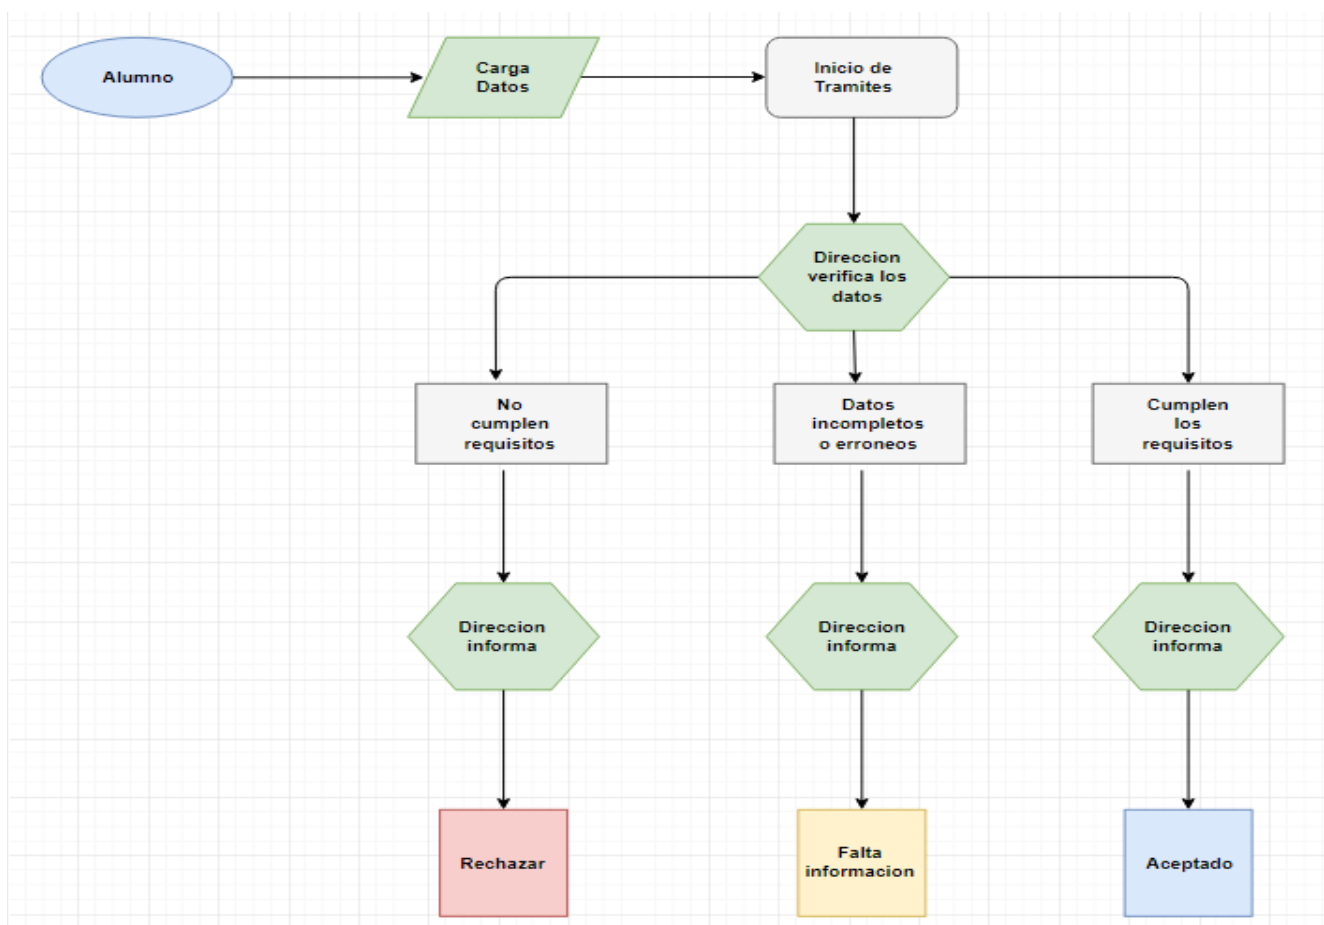 Alumno
Carga
Datos
Inicio de
Tramites
Direccion
verifica los
datos
No
cumplen
requisitos
Datos
incompletos
o erroneos
Cumplen
los
requisitos
Direccion
informa
Direccion
informa
Direccion
informa
Rechazar
Falta
informacion
Aceptado